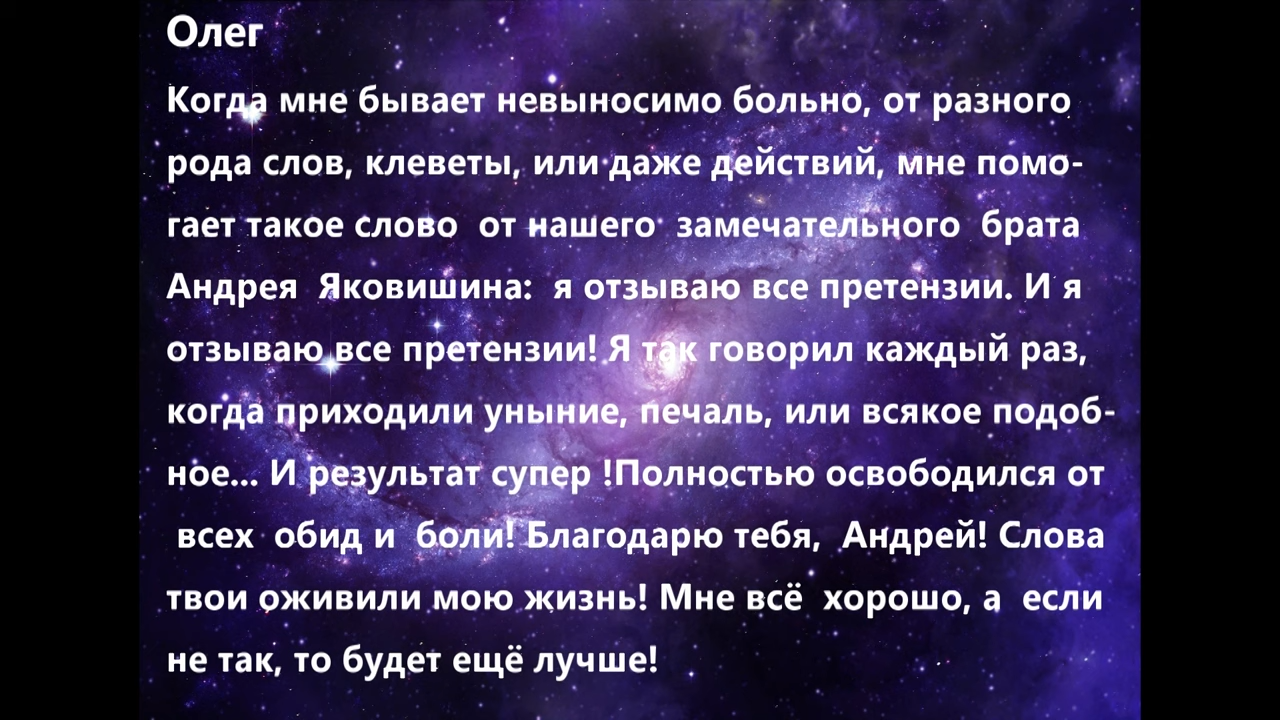 Олег
Когда мне бывает невыносимо больно, от разного
рода слов, клеветы, или даже действий, мне помо-
гает такое слово от нашего замечательного брата
Андрея Яковишина: я отзываю все претензии. И я
отзываю все претензии! Я так говорил каждый раз,
когда приходили уныние, печаль, или всякое подоб-
ное... И результат супер !Полностью освободился от
всех обид и боли! Благодарю тебя, Андрей! Слова
твои оживили мою жизнь! Мне всё хорошо, а если
не так, то будет ещё лучше!